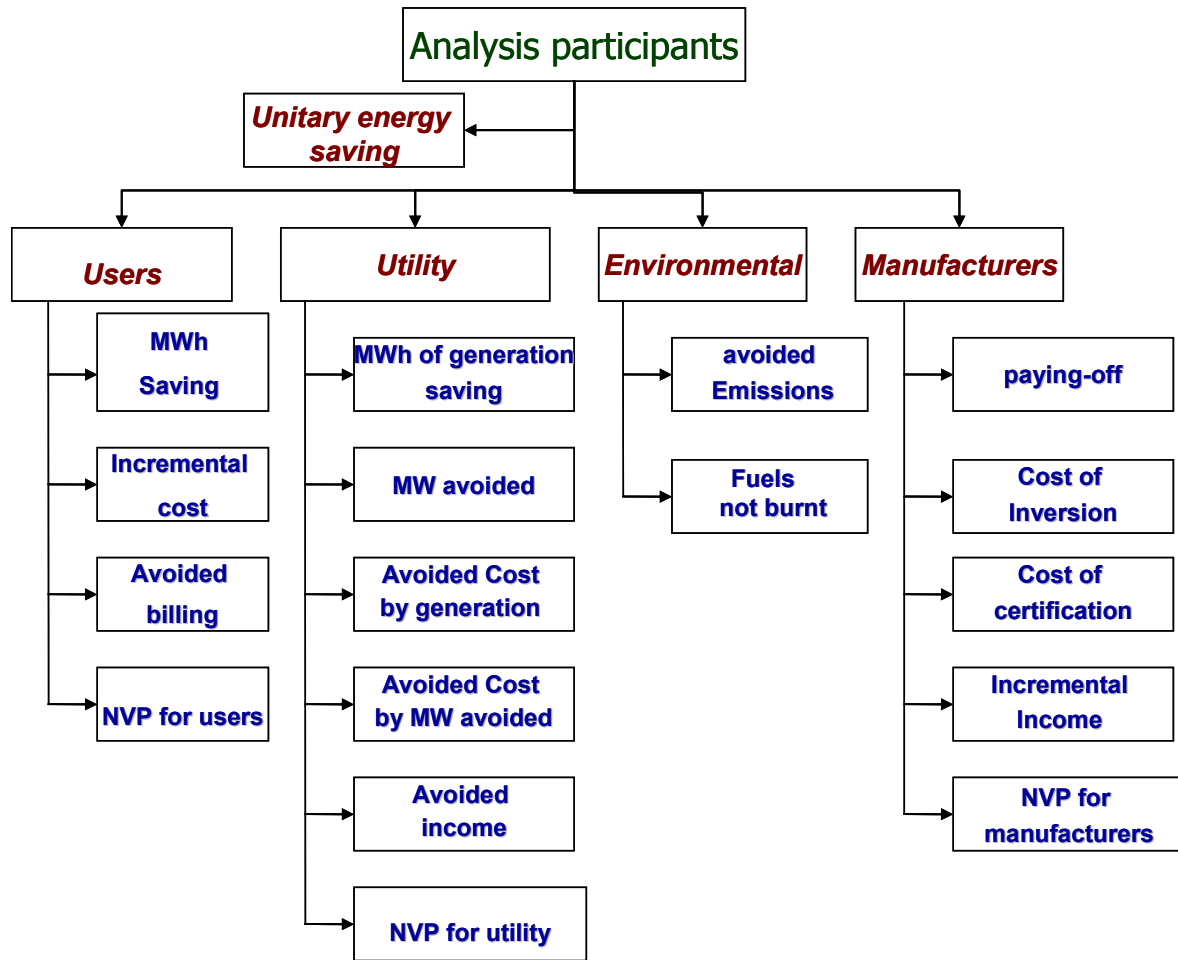 Analysis participants
Unitary energy
saving
Users
MWh
Saving
Incremental
cost
Avoided
billing
NVP for users
Utility
MWh of generation
saving
MW avoided
Avoided Cost
by generation
Avoided Cost
by MW avoided
Avoided
income
NVP for utility
Environmental
avoided
Emissions
Fuels
not burnt
Manufacturers
paying-off
Cost of
Inversion
Cost of
certification
Incremental
Income
NVP for
manufacturers